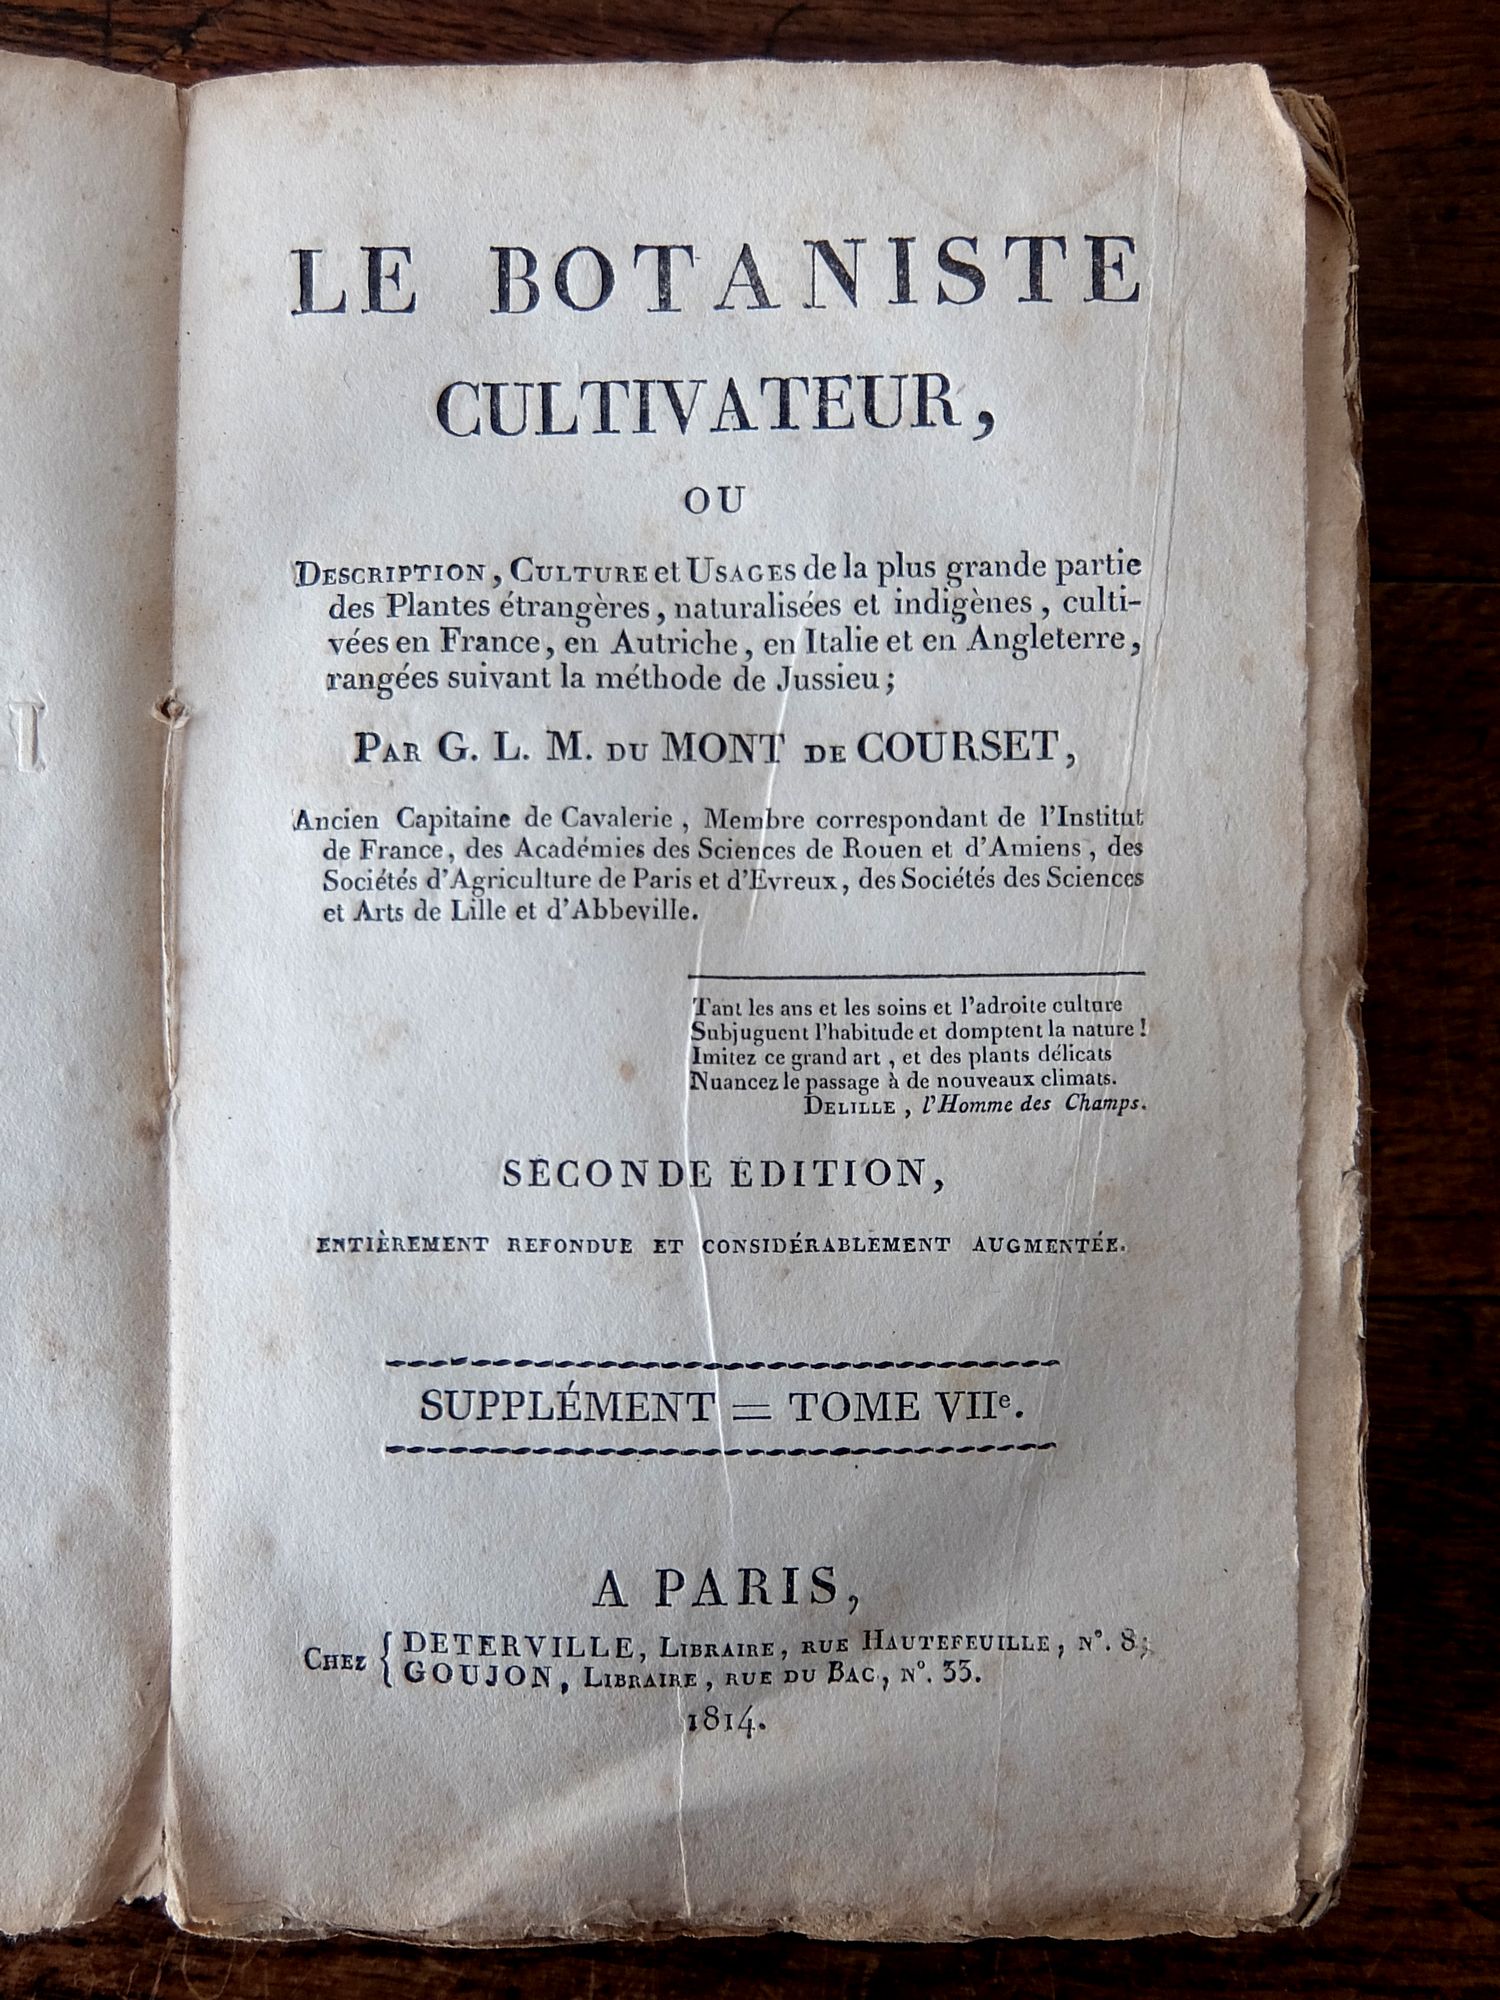 LE BOTANISTE
CULTIVATEUR,
OU
DESCRIPTION, CULTURE et USAGES de la plus grande partie
des Plantes étrangères, naturalisées et indigènes, culti-
vées en France, en Autriche, en Italie et en Angleterre,
rangées suivant la méthode de Jussieu;
PAR G. L. M. DU MONT DE COURSET,
Ancien Capitaine de Cavalerie, Membre correspondant de l'Institut
de France, des Académies des Sciences de Rouen et d'Amiens, des
Sociétés d'Agriculture de Paris et d'Evreux, des Sociétés des Sciences
et Arts de Lille et d'Abbeville.
Tant les ans et les soins et l'adroite culture
Subjuguent l'habitude et domptent la nature!
Imitez ce grand art, et des plants délicats
Nuancez le passage à de nouveaux climats.
DELILLE, l'Homme des Champs.
SECONDE ÉDITION,
ENTIÈREMENT REFONDUE ET CONSIDÉRABLEMENT AUGMENTÉE.
SUPPLÉMENT = TOME VIIe.
A PARIS,
CHEZ { DETERVILLE, LIBRAIRE, RUE HAUTEFEUILLE, N°. 8;
GOUJON, LIBRAIRE, RUE DU BAC, N°. 33.
1814.